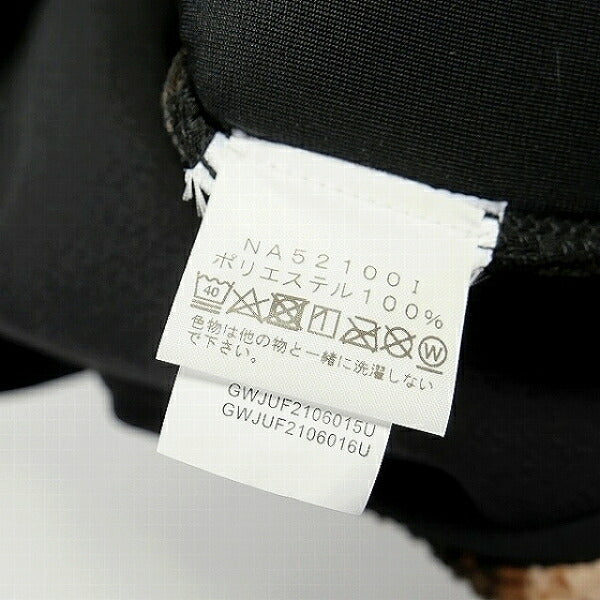 NA52100I
ポリエステル100%
40 W
色物は他の物と一緒に洗濯しない
で下さい。
GWJUF2106015U
GWJUF2106016U